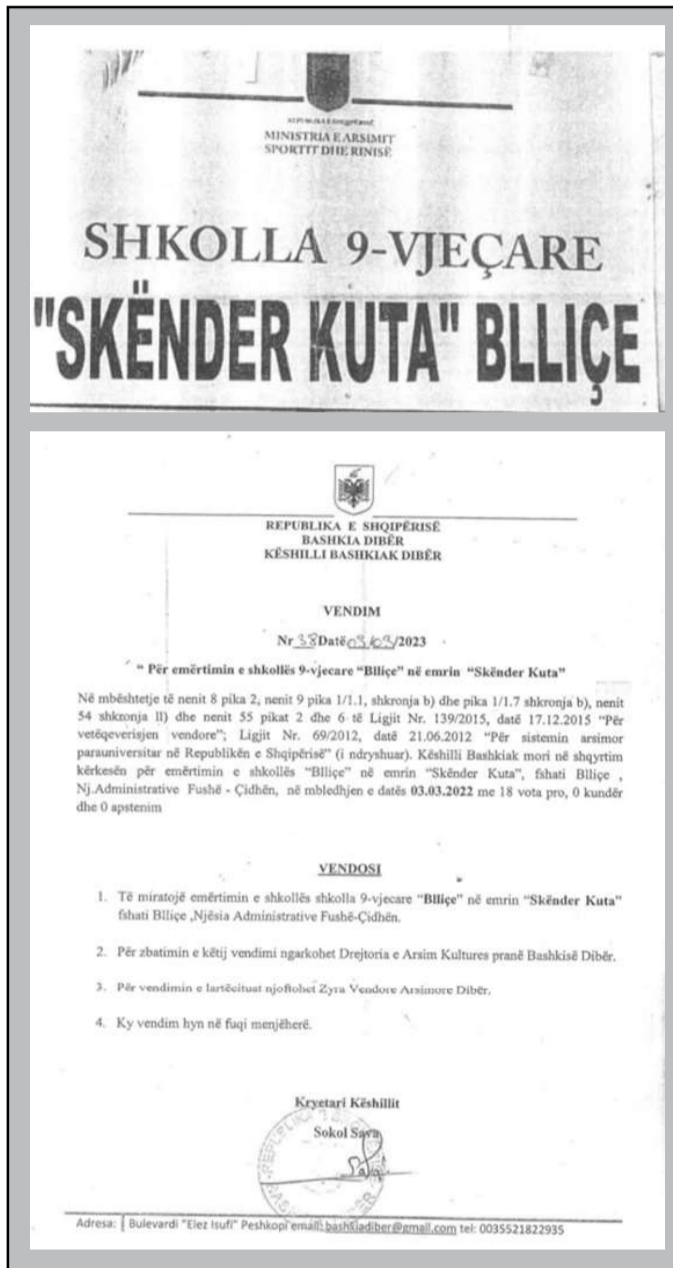 MINISTRIA E ARSIMIT
SPORTIT DHE RINISË
SHKOLLA 9-VJEÇARE
"SKËNDER KUTA" BLLIÇE
REPUBLIKA E SHQIPËRISË
BASHKIA DIBËR
KËSHILLI BASHKIAK DIBËR
VENDIM
Nr 38 Datë 03/03/2023
" Për emërtimin e shkollës 9-vjecare "Blliçe" në emrin "Skënder Kuta"
Në mbështetje të nenit 8 pika 2, nenit 9 pika 1/1.1, shkronja b) dhe pika 1/1.7 shkronja b), nenit
54 shkronja ll) dhe nenit 55 pikat 2 dhe 6 të Ligjit Nr. 139/2015, datë 17.12.2015 "Për
vetëqeverisjen vendore"; Ligjit Nr. 69/2012, datë 21.06.2012 "Për sistemin arsimor
parauniversitar në Republikën e Shqipërisë" (i ndryshuar). Këshilli Bashkiak mori në shqyrtim
kërkesën për emërtimin e shkollës "Blliçe" në emrin "Skënder Kuta", fshati Blliçe ,
Nj.Administrative Fushë - Çidhën, në mbledhjen e datës 03.03.2022 me 18 vota pro, 0 kundër
dhe 0 apstenim
VENDOSI
1. Të miratojë emërtimin e shkollës shkolla 9-vjecare "Blliçe" në emrin "Skënder Kuta"
fshati Blliçe ,Njësia Administrative Fushë-Çidhën.
2. Për zbatimin e këtij vendimi ngarkohet Drejtoria e Arsim Kultures pranë Bashkisë Dibër.
3. Për vendimin e lartëcituat njoftohet Zyra Vendore Arsimore Dibër.
4. Ky vendim hyn në fuqi menjëherë.
Kryetari Këshillit
Sokol Sava
Adresa: Bulevardi "Elez Isufi" Peshkopi email: bashkiadiber@gmail.com tel: 0035521822935